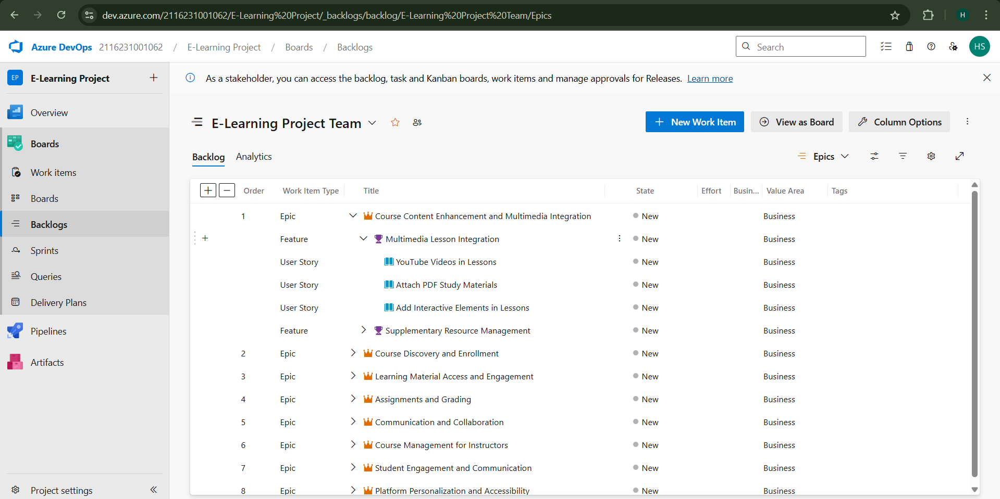 dev.azure.com/2116231001062/E-Learning%20Project/_backlogs/backlog/E-Learning%20Project%20Team/Epics
H
Azure DevOps 2116231001062 / E-Learning Project / Boards / Backlogs
Search
HS
EP E-Learning Project
As a stakeholder, you can access the backlog, task and Kanban boards, work items and manage approvals for Releases. Learn more
Overview
Boards
Work items
Boards
Backlogs
Sprints
Queries
Delivery Plans
Pipelines
Artifacts
Project settings
E-Learning Project Team
New Work Item
View as Board
Column Options
Backlog Analytics
Epics
Order Work Item Type Title State Effort Busin... Value Area Tags
1 Epic Course Content Enhancement and Multimedia Integration New Business
Feature Multimedia Lesson Integration New Business
User Story YouTube Videos in Lessons New Business
User Story Attach PDF Study Materials New Business
User Story Add Interactive Elements in Lessons New Business
Feature Supplementary Resource Management New Business
2 Epic Course Discovery and Enrollment New Business
3 Epic Learning Material Access and Engagement New Business
4 Epic Assignments and Grading New Business
5 Epic Communication and Collaboration New Business
6 Epic Course Management for Instructors New Business
7 Epic Student Engagement and Communication New Business
8 Epic Platform Personalization and Accessibility New Business